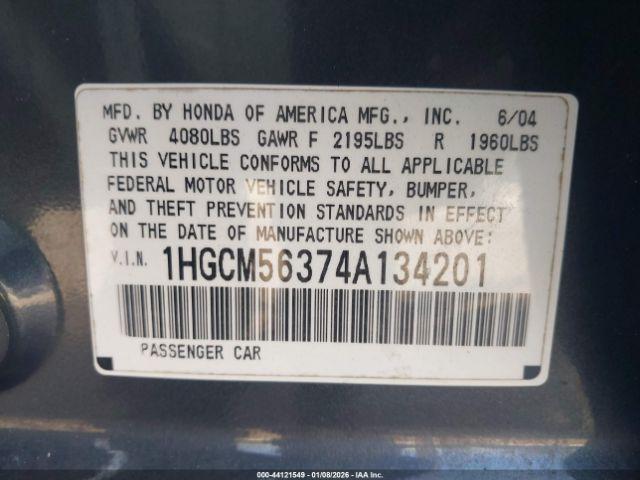 MFD. BY HONDA OF AMERICA MFG., INC. 6/04
GVWR 4080LBS GAWR F 2195LBS R 1960LBS
THIS VEHICLE CONFORMS TO ALL APPLICABLE
FEDERAL MOTOR VEHICLE SAFETY, BUMPER,
AND THEFT PREVENTION STANDARDS IN EFFECT
ON THE DATE OF MANUFACTURE SHOWN ABOVE:
V.I.N. 1HGCM56374A134201
PASSENGER CAR
000-44121549 - 01/08/2026 - IAAI.COM